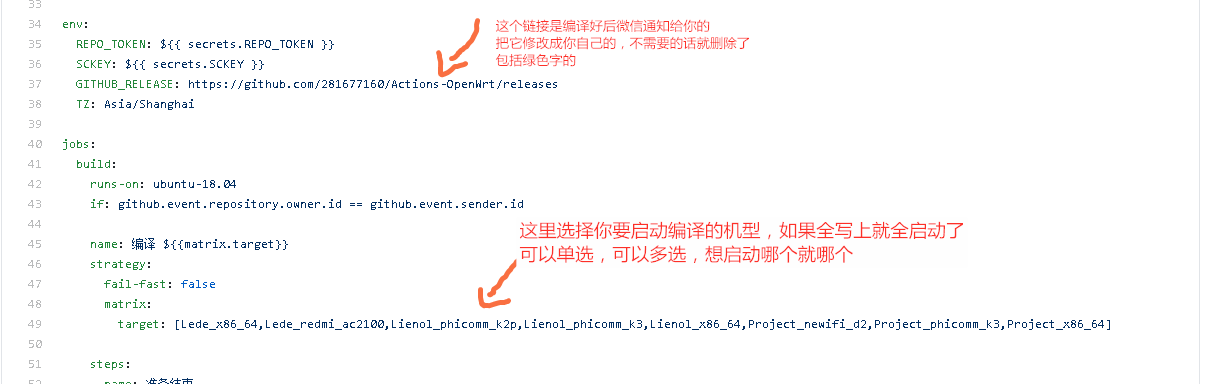 33
34 env:
35 REPO_TOKEN: ${{ secrets.REPO_TOKEN }}
36 SCKEY: ${{ secrets.SCKEY }}
37 GITHUB_RELEASE: https://github.com/281677160/Actions-OpenWrt/releases
38 TZ: Asia/Shanghai
这个链接是编译好后微信通知给你的
把它修改成你自己的，不需要的话就删除了
包括绿色字的
39
40 jobs:
41 build:
42 runs-on: ubuntu-18.04
43 if: github.event.repository.owner.id == github.event.sender.id
44
45 name: 编译 ${{matrix.target}}
46 strategy:
47 fail-fast: false
48 matrix:
49 target: [Lede_x86_64,Lede_redmi_ac2100,Lienol_phicomm_k2p,Lienol_phicomm_k3,Lienol_x86_64,Project_newifi_d2,Project_phicomm_k3,Project_x86_64]
这里选择你要启动编译的机型，如果全写上就全启动了
可以单选，可以多选，想启动哪个就哪个
50
51 steps: